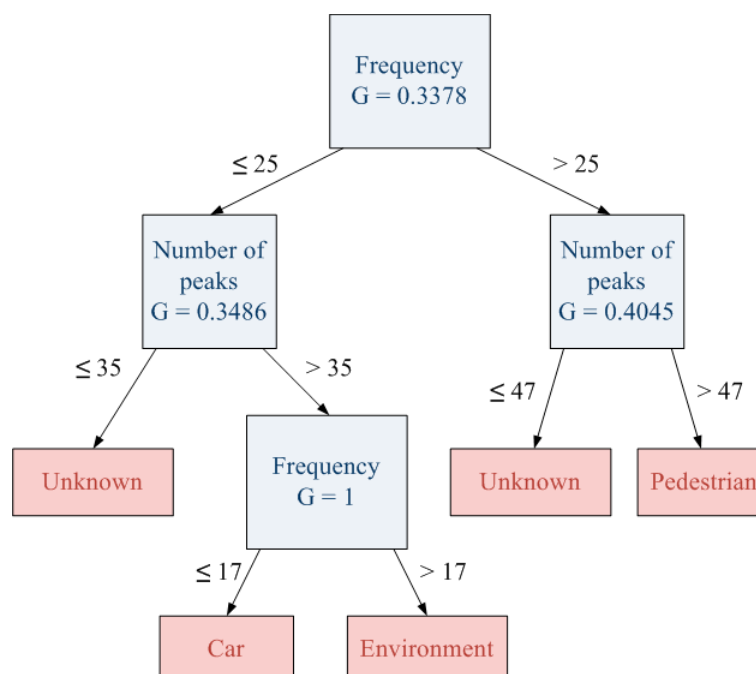 Frequency
G = 0.3378
≤ 25
> 25
Number of
peaks
G = 0.3486
Number of
peaks
G = 0.4045
≤ 35
> 35
≤ 47
> 47
Unknown
Frequency
G = 1
Unknown
Pedestrian
≤ 17
> 17
Car
Environment